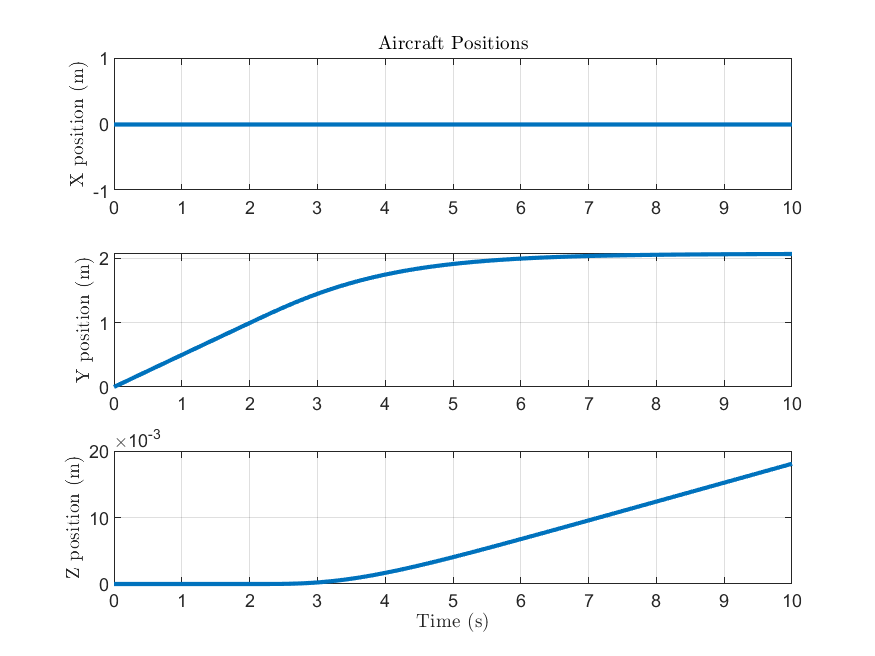 Aircraft Positions
X position (m)
1
0
-1
0 1 2 3 4 5 6 7 8 9 10
Y position (m)
2
1
0
0 1 2 3 4 5 6 7 8 9 10
×10-3
Z position (m)
20
10
0
0 1 2 3 4 5 6 7 8 9 10
Time (s)